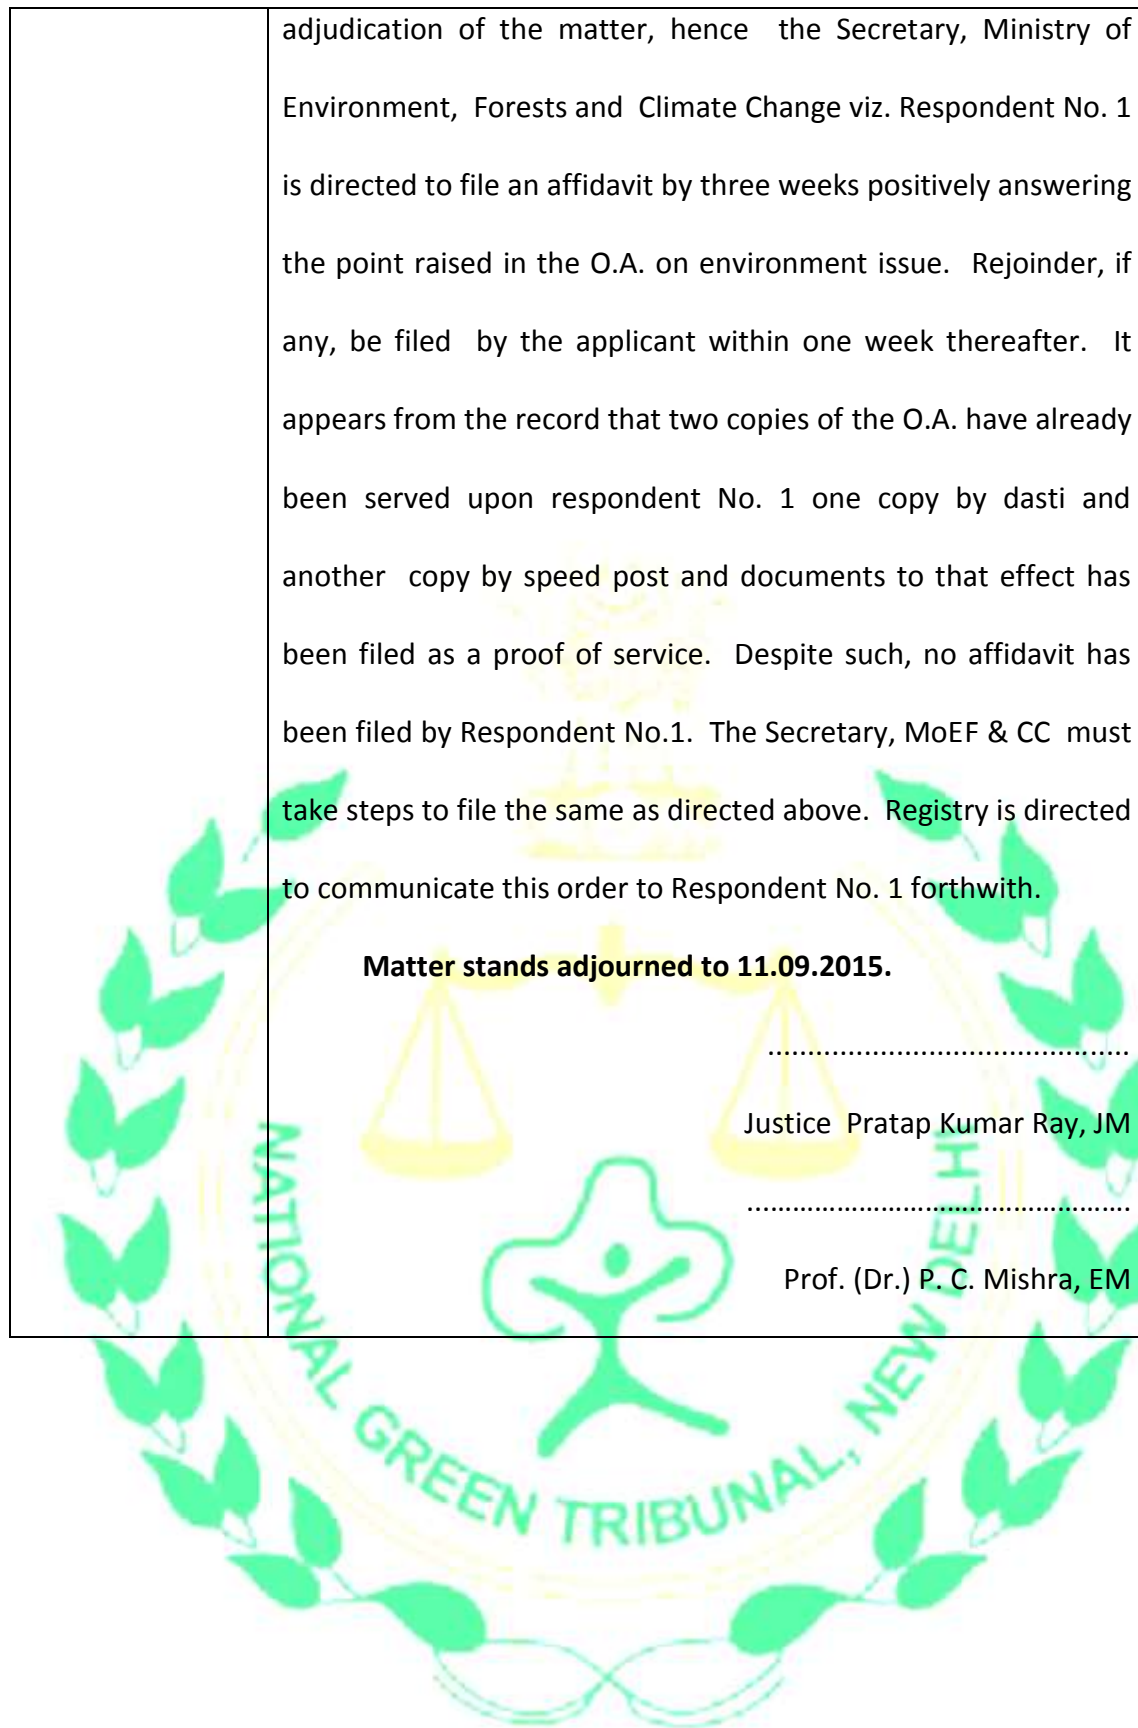 adjudication of the matter, hence the Secretary, Ministry of
Environment, Forests and Climate Change viz. Respondent No. 1
is directed to file an affidavit by three weeks positively answering
the point raised in the O.A. on environment issue. Rejoinder, if
any, be filed by the applicant within one week thereafter. It
appears from the record that two copies of the O.A. have already
been served upon respondent No. 1 one copy by dasti and
another copy by speed post and documents to that effect has
been filed as a proof of service. Despite such, no affidavit has
been filed by Respondent No.1. The Secretary, MoEF & CC must
take steps to file the same as directed above. Registry is directed
to communicate this order to Respondent No. 1 forthwith.
Matter stands adjourned to 11.09.2015.
.............................................
Justice Pratap Kumar Ray, JM
................................................
Prof. (Dr.) P. C. Mishra, EM
NATIONAL GREEN TRIBUNAL, NEW DELHI